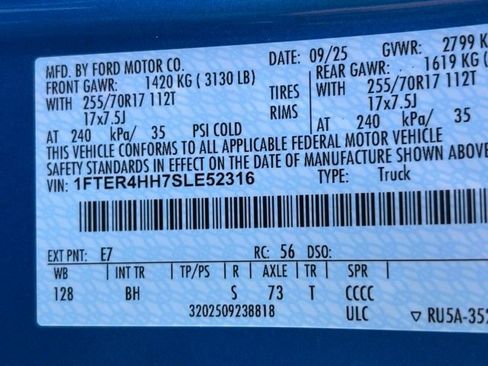 MFD. BY FORD MOTOR CO. DATE: 09/25 GVWR: 2799 K
FRONT GAWR: 1420 KG ( 3130 LB) REAR GAWR: 1619 KG (
WITH 255/70R17 112T TIRES WITH 255/70R17 112T
17x7.5J RIMS 17x7.5J
AT 240 kPa/ 35 PSI COLD AT 240 kPa/ 35
THIS VEHICLE CONFORMS TO ALL APPLICABLE FEDERAL MOTOR VEHICLE
SAFETY STANDARDS IN EFFECT ON THE DATE OF MANUFACTURE SHOWN ABOVE
VIN: 1FTER4HH7SLE52316 TYPE: Truck
EXT PNT: E7 RC: 56 DSO:
WB INT TR TP/PS R AXLE TR SPR
128 BH S 73 T CCCC
3202509238818 ULC RU5A-352